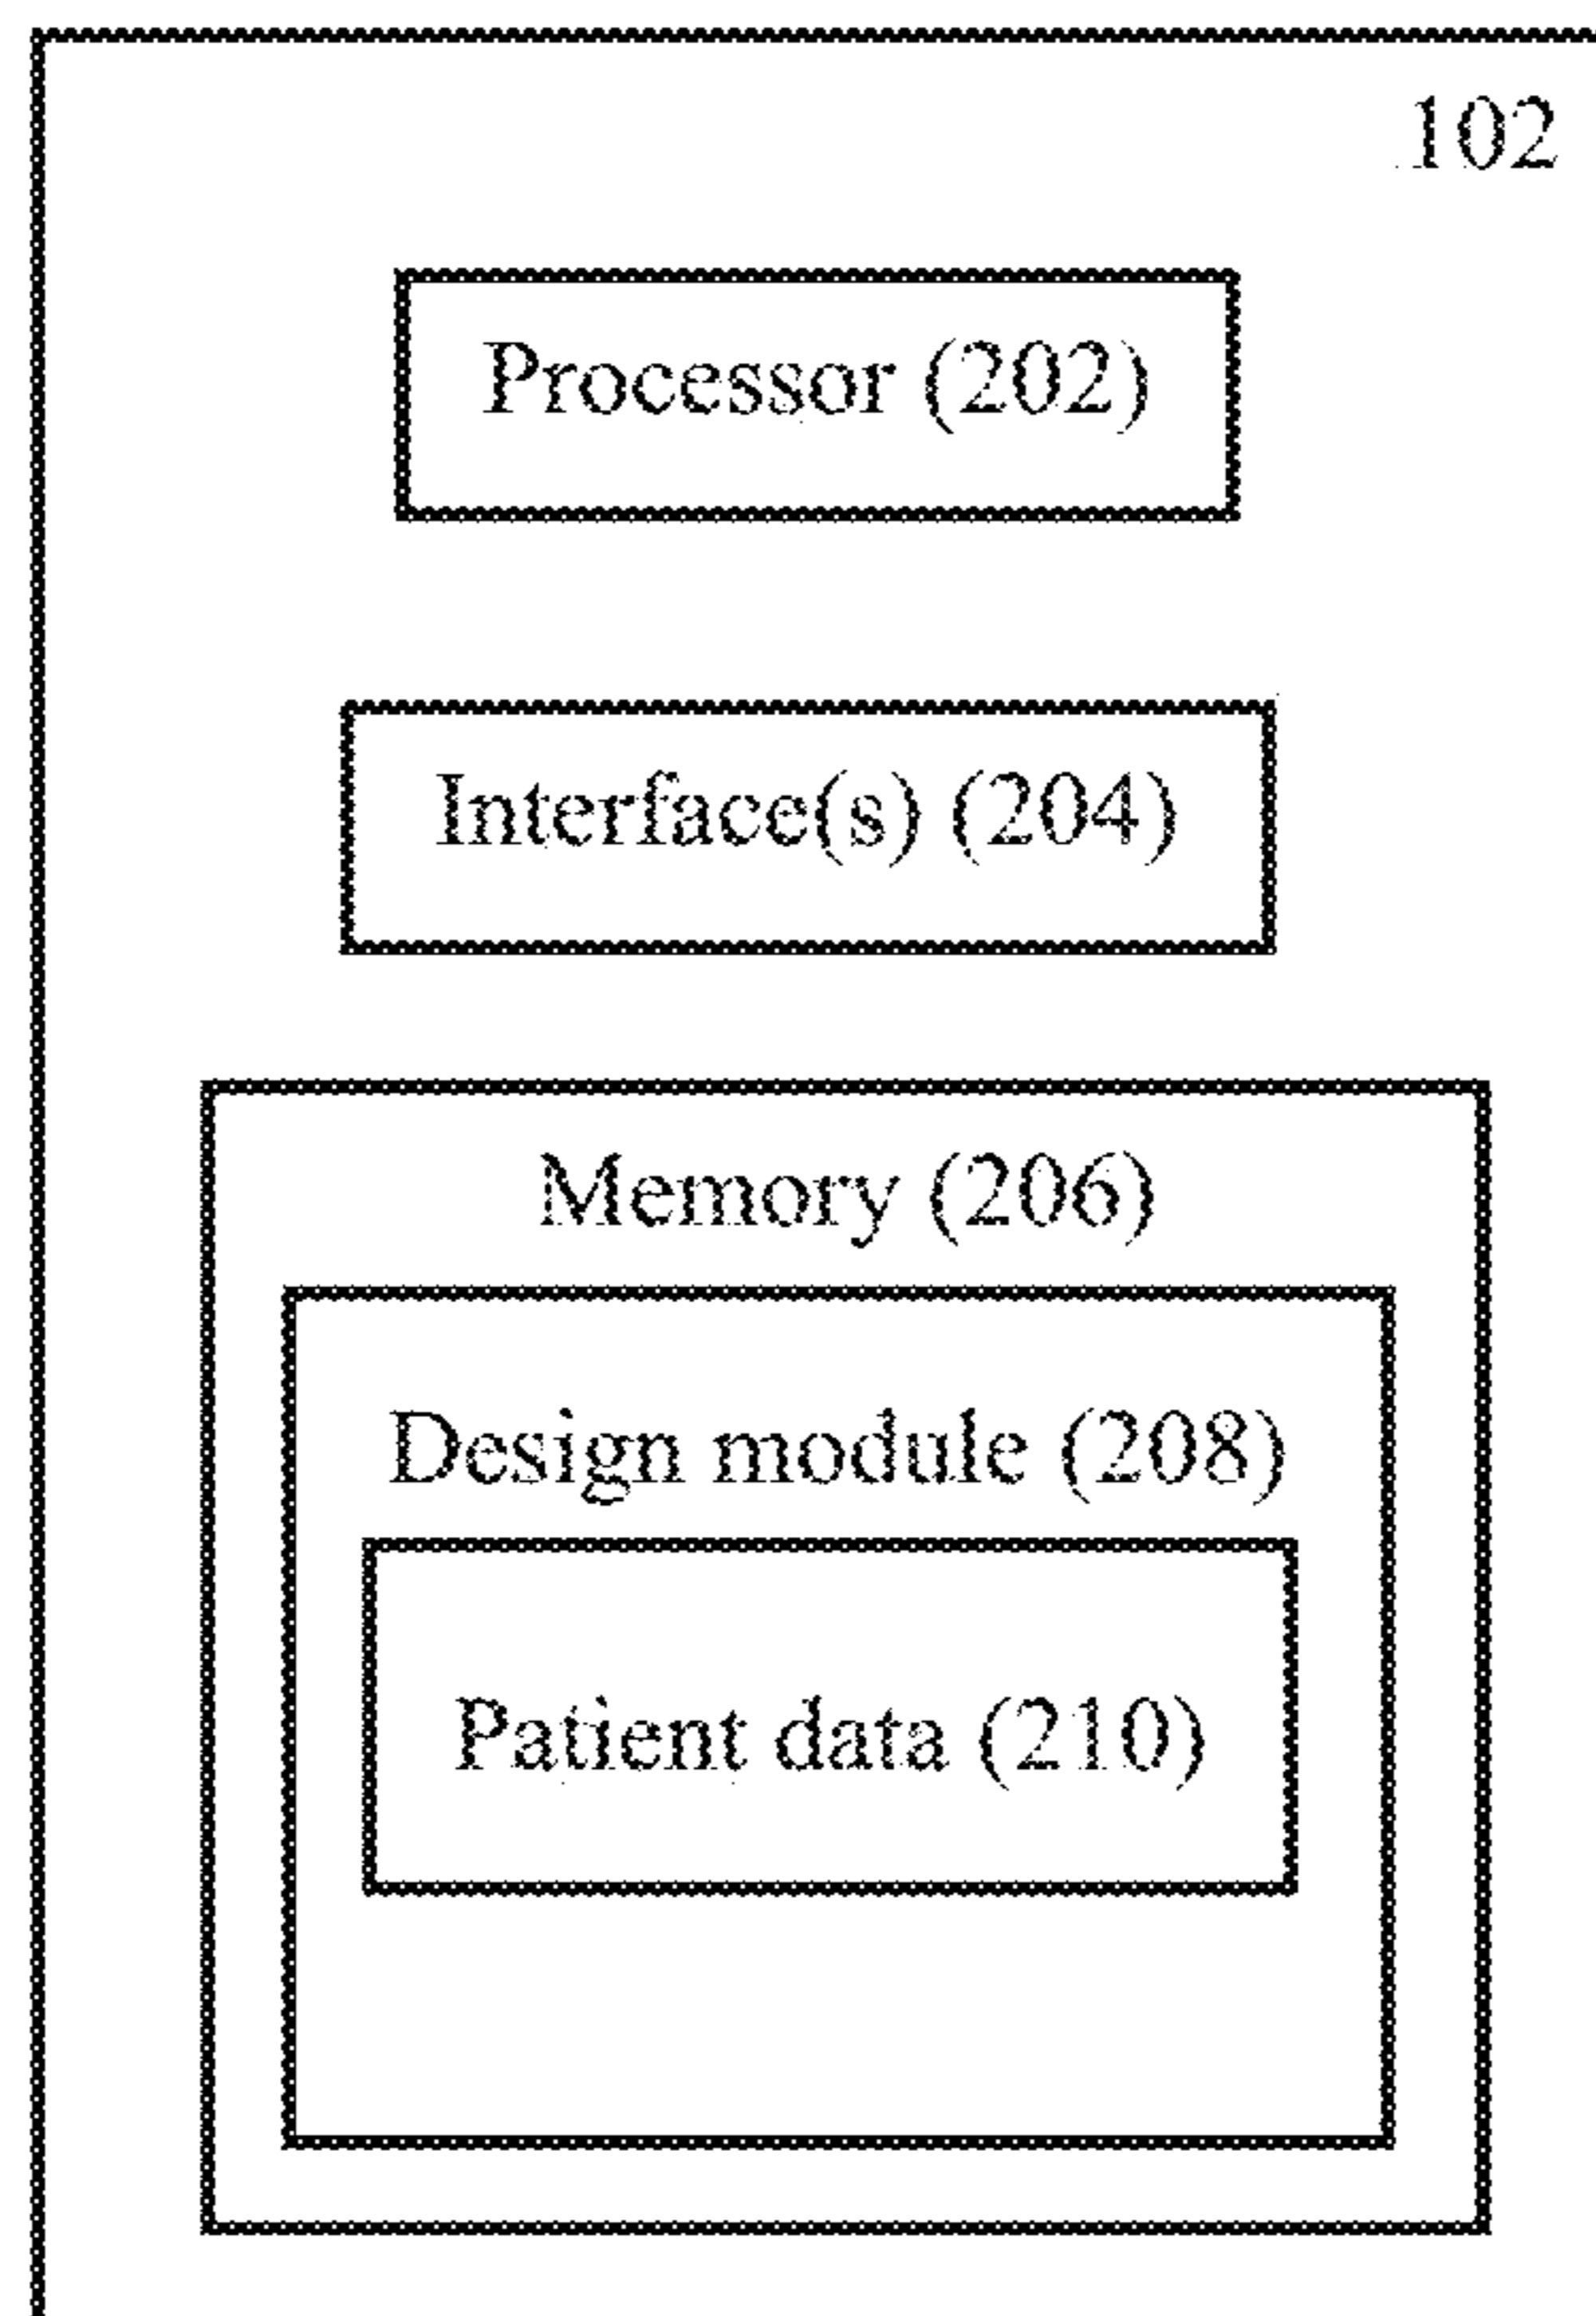 102
Processor (202)
Interface(s) (204)
Memory (206)
Design module (208)
Patient data (210)